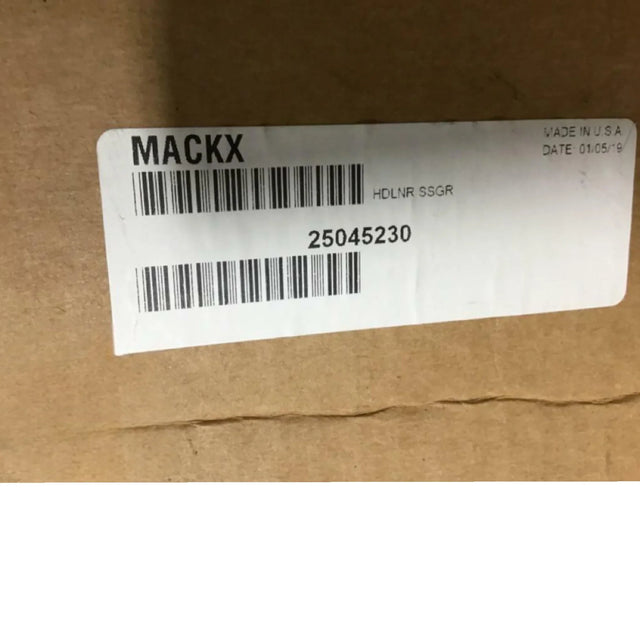 MACKX
MADE IN U.S.A
DATE: 01/05/19
HDLNR SSGR
25045230